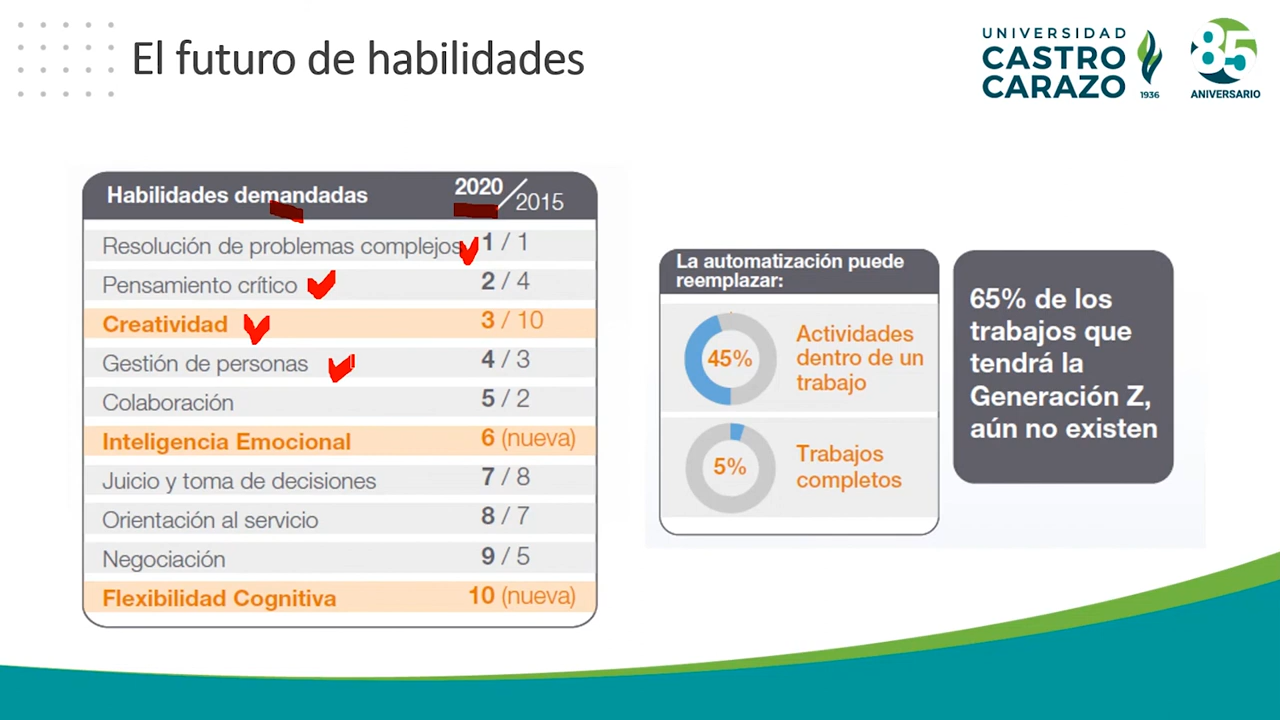 El futuro de habilidades
UNIVERSIDAD
CASTRO
CARAZO
1936
85
ANIVERSARIO
Habilidades demandadas 2020/2015
Resolución de problemas complejos 1 / 1
Pensamiento crítico 2 / 4
Creatividad 3 / 10
Gestión de personas 4 / 3
Colaboración 5 / 2
Inteligencia Emocional 6 (nueva)
Juicio y toma de decisiones 7 / 8
Orientación al servicio 8 / 7
Negociación 9 / 5
Flexibilidad Cognitiva 10 (nueva)
La automatización puede
reemplazar:
45%
Actividades
dentro de un
trabajo
5%
Trabajos
completos
65% de los
trabajos que
tendrá la
Generación Z,
aún no existen